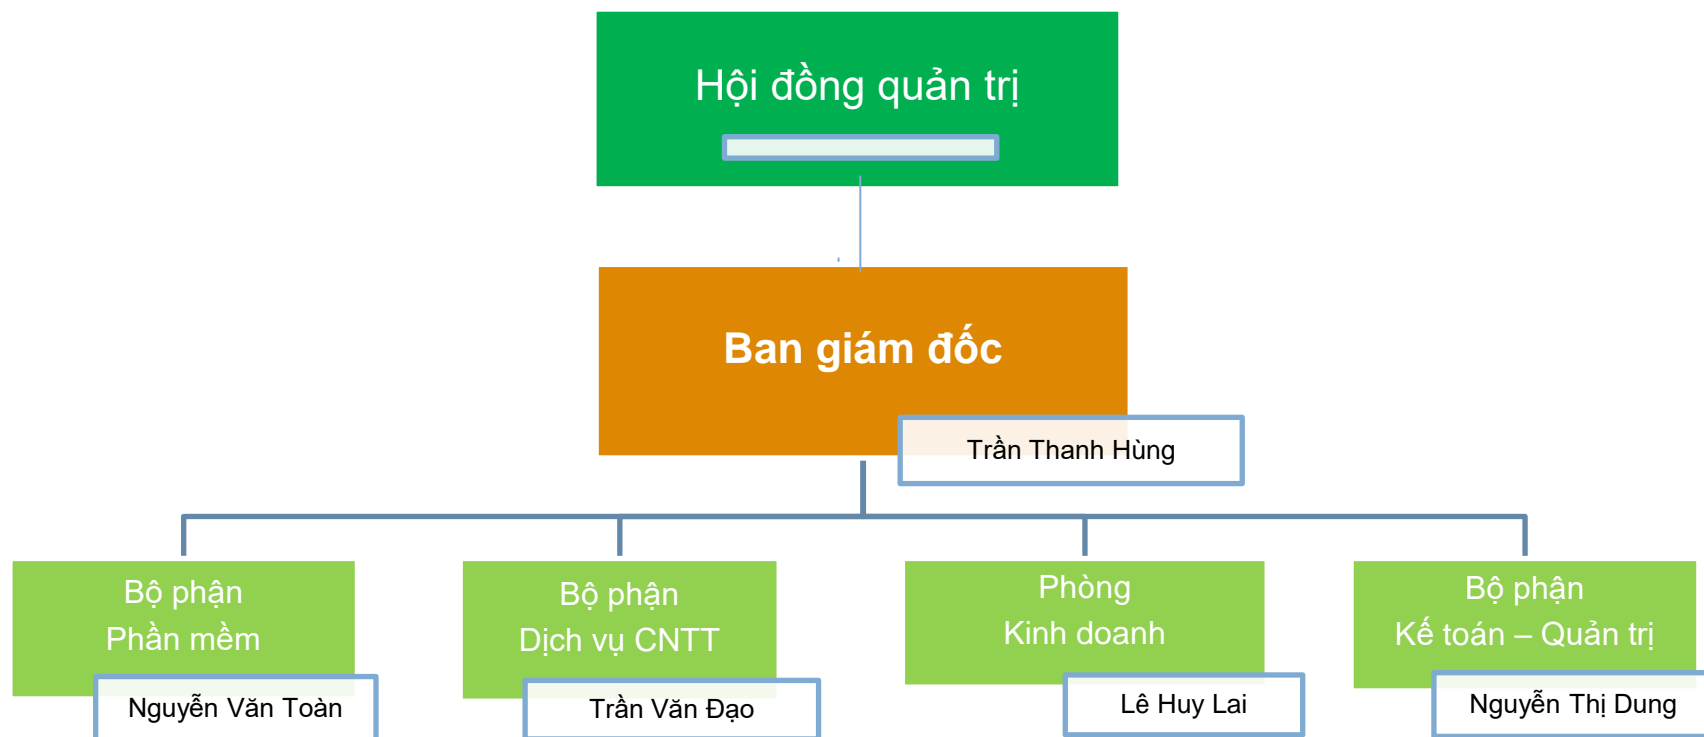 Hội đồng quản trị
Ban giám đốc
Trần Thanh Hùng
Bộ phận
Phần mềm
Nguyễn Văn Toàn
Bộ phận
Dịch vụ CNTT
Trần Văn Đạo
Phòng
Kinh doanh
Lê Huy Lai
Bộ phận
Kế toán – Quản trị
Nguyễn Thị Dung